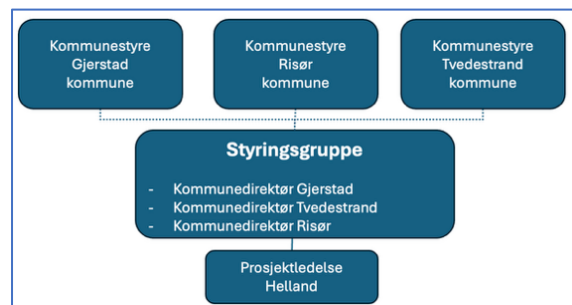 Kommunestyre
Gjerstad
kommune
Kommunestyre
Risør
kommune
Kommunestyre
Tvedestrand
kommune
Styringsgruppe
- Kommunedirektør Gjerstad
- Kommunedirektør Tvedestrand
- Kommunedirektør Risør
Prosjektledelse
Helland